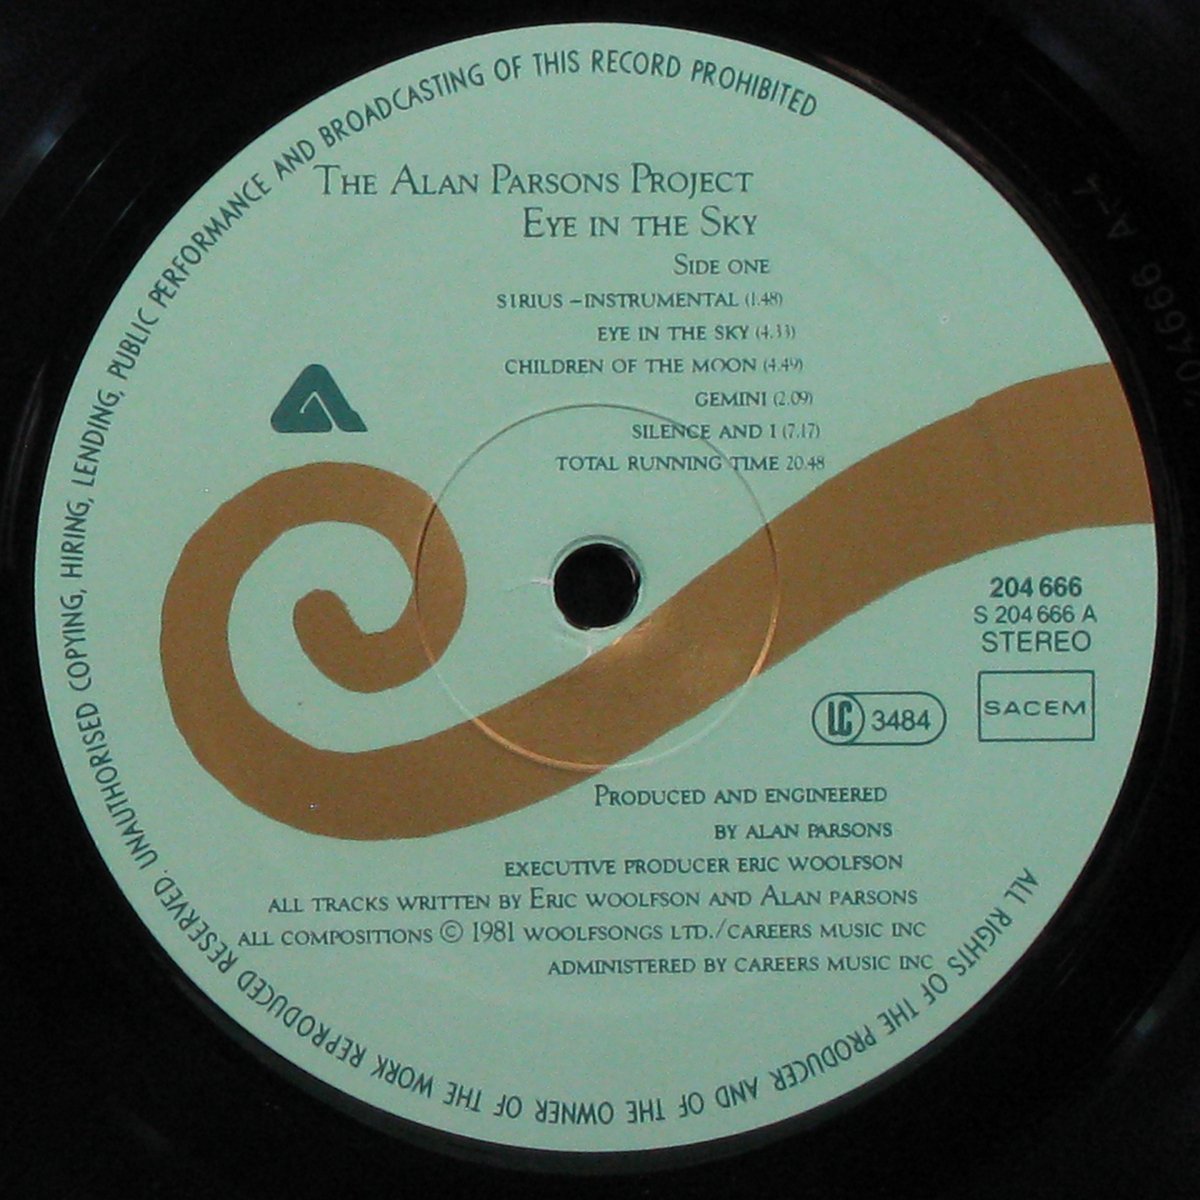 ALL RIGHTS OF THE PRODUCER AND OF THE OWNER OF THE WORK REPRODUCED RESERVED. UNAUTHORISED COPYING, HIRING, LENDING, PUBLIC PERFORMANCE AND BROADCASTING OF THIS RECORD PROHIBITED
THE ALAN PARSONS PROJECT
EYE IN THE SKY
SIDE ONE
SIRIUS – INSTRUMENTAL (1.48)
EYE IN THE SKY (4.33)
CHILDREN OF THE MOON (4.49)
GEMINI (2.09)
SILENCE AND I (7.17)
TOTAL RUNNING TIME 20.48
204 666
S 204 666 A
STEREO
LC 3484
SACEM
PRODUCED AND ENGINEERED
BY ALAN PARSONS
EXECUTIVE PRODUCER ERIC WOOLFSON
ALL TRACKS WRITTEN BY ERIC WOOLFSON AND ALAN PARSONS
ALL COMPOSITIONS © 1981 WOOLFSONGS LTD./CAREERS MUSIC INC
ADMINISTERED BY CAREERS MUSIC INC